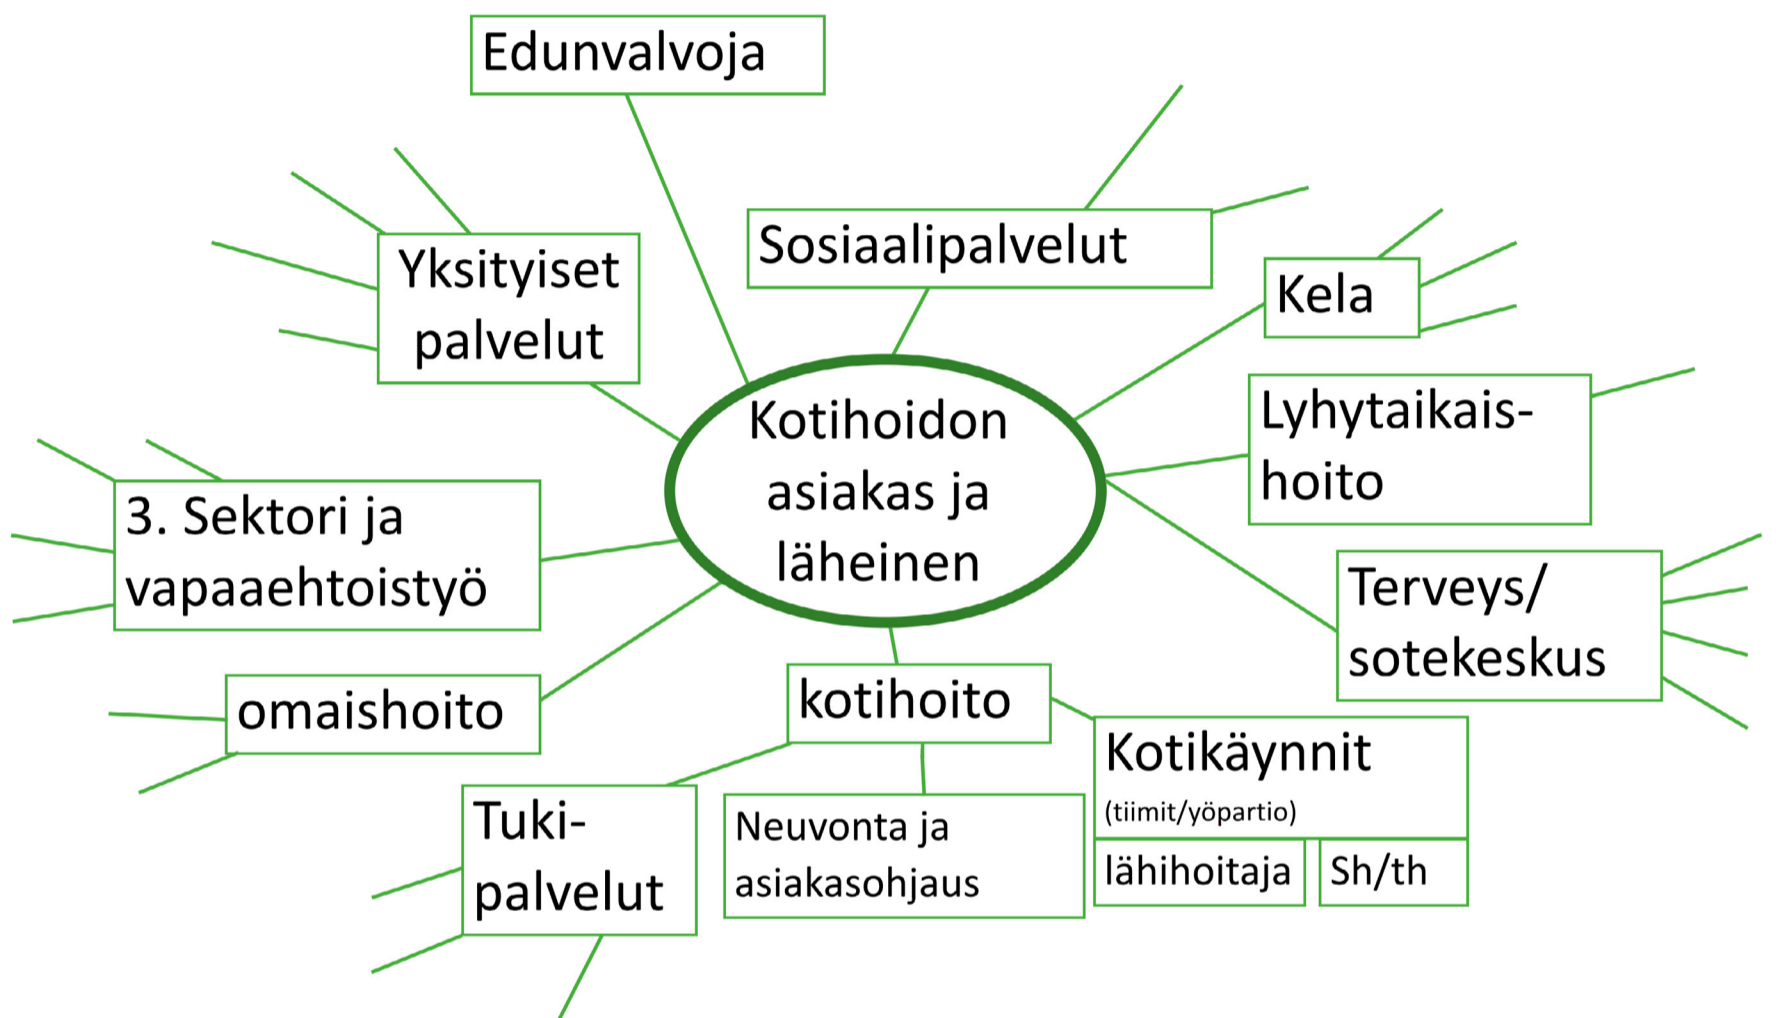 Edunvalvoja
Sosiaalipalvelut
Yksityiset
palvelut
Kela
Kotihoidon
asiakas ja
läheinen
Lyhytaikais-
hoito
3. Sektori ja
vapaaehtoistyö
Terveys/
sotekeskus
omaishoito
kotihoito
Kotikäynnit
(tiimit/yöpartio)
lähihoitaja
Sh/th
Tuki-
palvelut
Neuvonta ja
asiakasohjaus